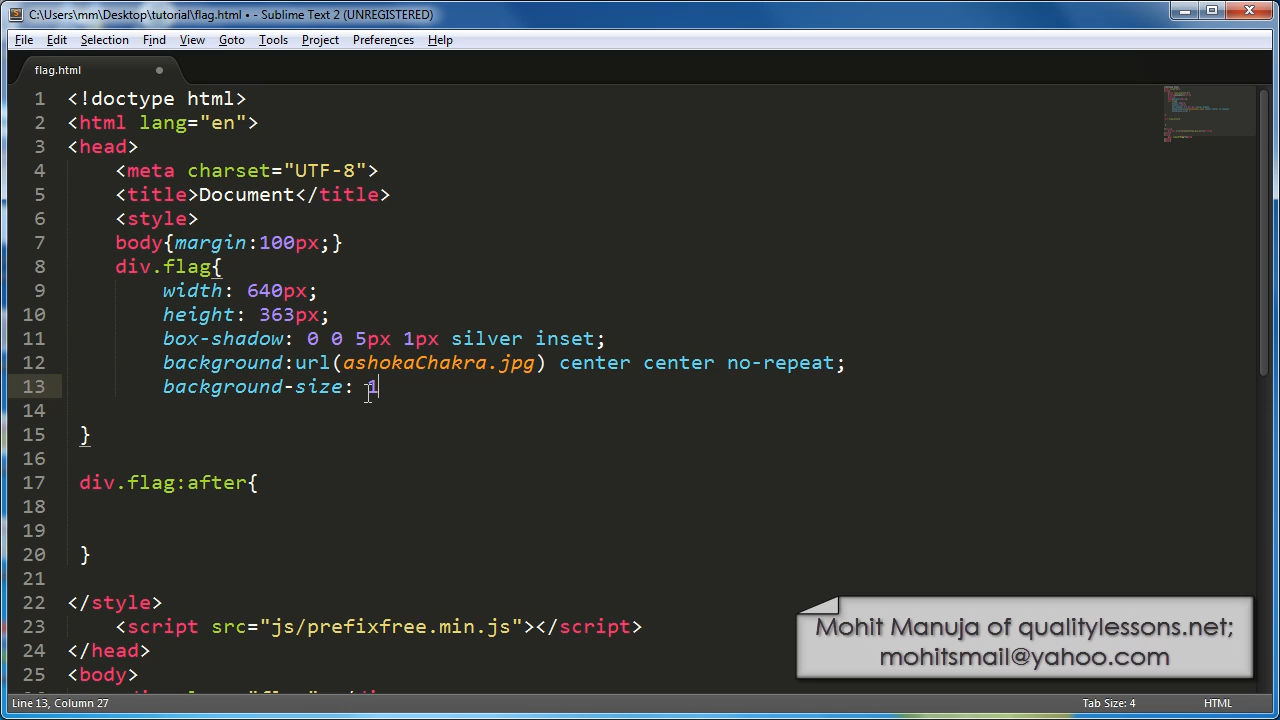 C:\Users\mm\Desktop\tutorial\flag.html • - Sublime Text 2 (UNREGISTERED)
File Edit Selection Find View Goto Tools Project Preferences Help
flag.html
1 <!doctype html>
2 <html lang="en">
3 <head>
4 <meta charset="UTF-8">
5 <title>Document</title>
6 <style>
7 body{margin:100px;}
8 div.flag{
9 width: 640px;
10 height: 363px;
11 box-shadow: 0 0 5px 1px silver inset;
12 background:url(ashokaChakra.jpg) center center no-repeat;
13 background-size: 1
14
15 }
16
17 div.flag:after{
18
19
20 }
21
22 </style>
23 <script src="js/prefixfree.min.js"></script>
24 </head>
25 <body>
Mohit Manuja of qualitylessons.net;
mohitsmail@yahoo.com
Line 13, Column 27 Tab Size: 4 HTML